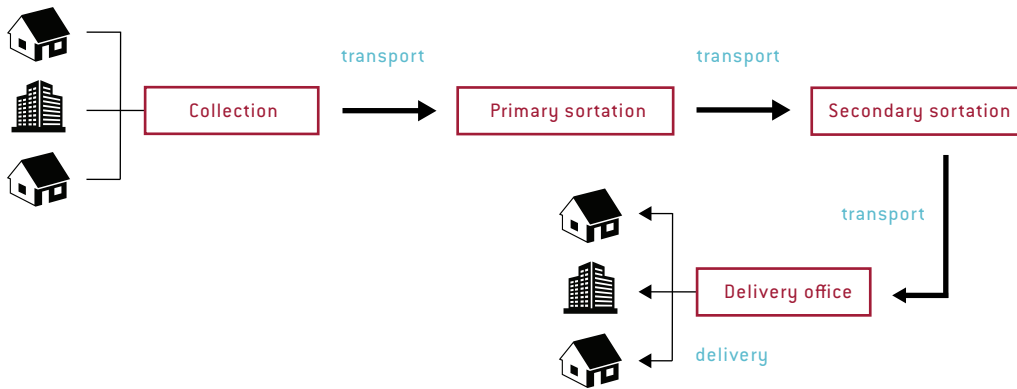 transport
transport
Collection
Primary sortation
Secondary sortation
transport
Delivery office
delivery